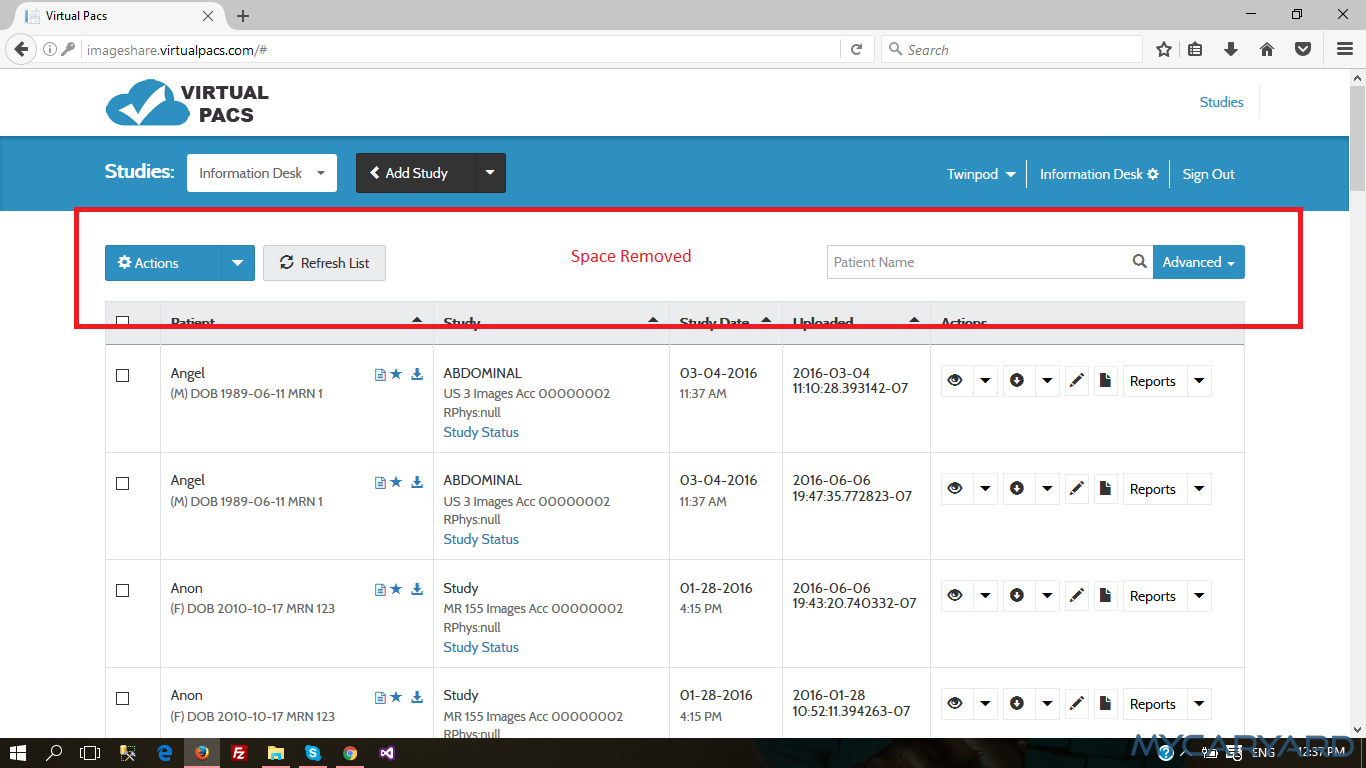 Virtual Pacs
imageshare.virtualpacs.com/#
Search
VIRTUAL
PACS
Studies
Studies:
Information Desk
Add Study
Twinpod
Information Desk
Sign Out
Space Removed
Actions
Refresh List
Patient Name
Advanced
Patient
Study
Study Date
Uploaded
Actions
Angel
(M) DOB 1989-06-11 MRN 1
ABDOMINAL
US 3 Images Acc 00000002
RPhys:null
Study Status
03-04-2016
11:37 AM
2016-03-04
11:10:28.393142-07
Reports
Angel
(M) DOB 1989-06-11 MRN 1
ABDOMINAL
US 3 Images Acc 00000002
RPhys:null
Study Status
03-04-2016
11:37 AM
2016-06-06
19:47:35.772823-07
Reports
Anon
(F) DOB 2010-10-17 MRN 123
Study
MR 155 Images Acc 00000002
RPhys:null
Study Status
01-28-2016
4:15 PM
2016-06-06
19:43:20.740332-07
Reports
Anon
(F) DOB 2010-10-17 MRN 123
Study
MR 155 Images Acc 00000002
RPhys:null
01-28-2016
4:15 PM
2016-01-28
10:52:11.394263-07
Reports
Fz
ENG
12:37 PM
MYCARYARD